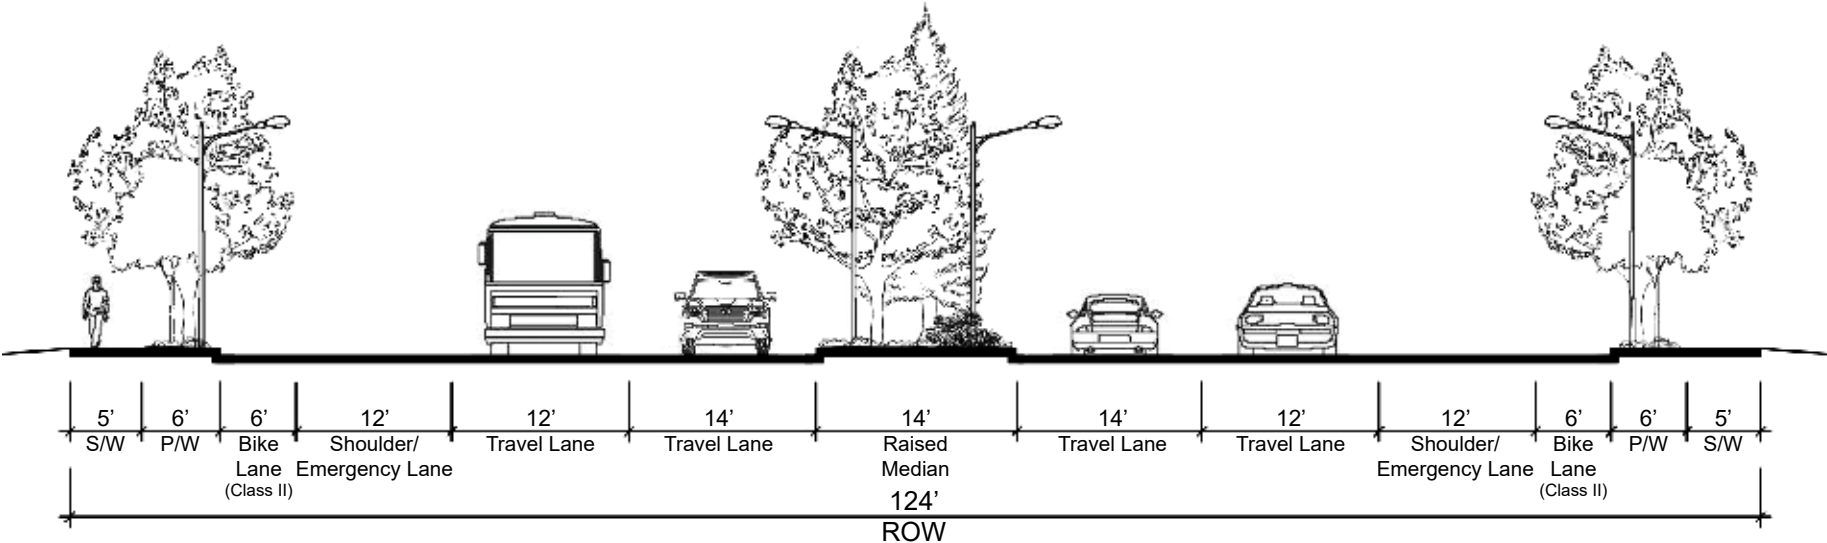 5’ 6’ 6’ 12’ 12’ 14’ 14’ 14’ 12’ 12’ 6’ 6’ 5’
S/W P/W Bike Shoulder/ Travel Lane Travel Lane Raised Travel Lane Travel Lane Shoulder/ Bike P/W S/W
Lane Emergency Lane Median Emergency Lane Lane
(Class II) (Class II)
124’
ROW